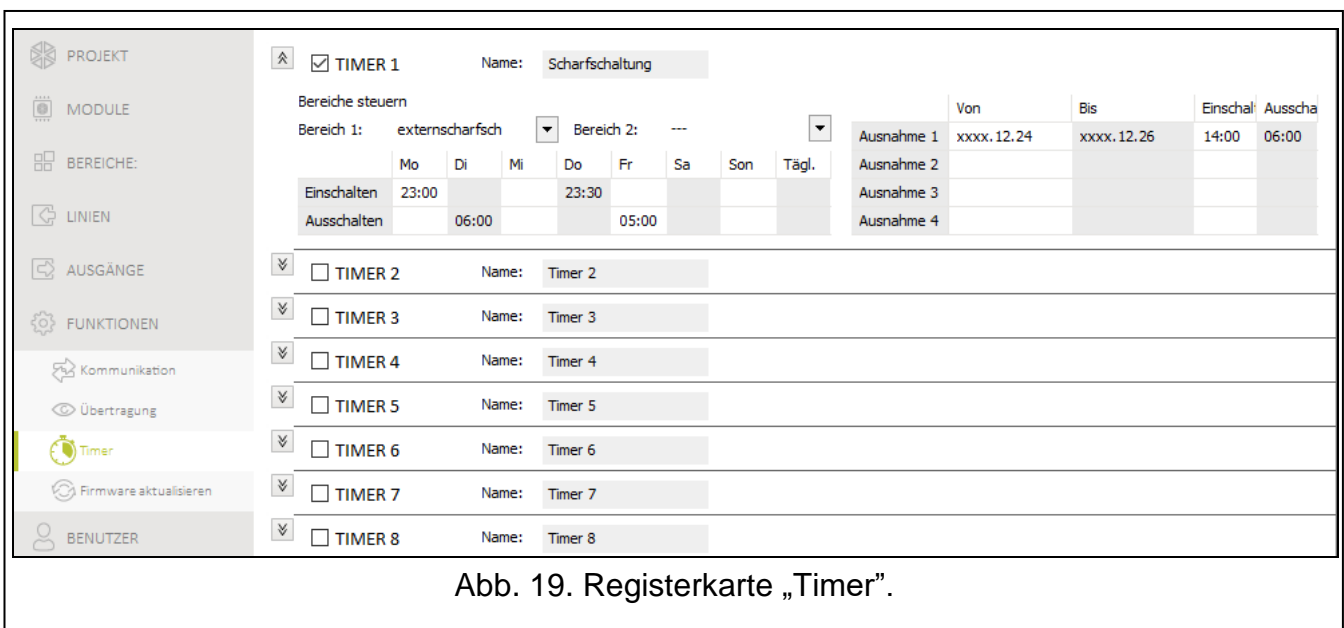 PROJEKT
MODULE
BEREICHE:
LINIEN
AUSGÄNGE
FUNKTIONEN
Kommunikation
Übertragung
Timer
Firmware aktualisieren
BENUTZER
TIMER 1 Name: Scharfschaltung
Bereiche steuern
Bereich 1: externscharfsch Bereich 2: ---
Mo Di Mi Do Fr Sa Son Tägl.
Einschalten 23:00 23:30
Ausschalten 06:00 05:00
Von Bis Einschal Ausscha
Ausnahme 1 xxxx.12.24 xxxx.12.26 14:00 06:00
Ausnahme 2
Ausnahme 3
Ausnahme 4
TIMER 2 Name: Timer 2
TIMER 3 Name: Timer 3
TIMER 4 Name: Timer 4
TIMER 5 Name: Timer 5
TIMER 6 Name: Timer 6
TIMER 7 Name: Timer 7
TIMER 8 Name: Timer 8
Abb. 19. Registerkarte „Timer”.